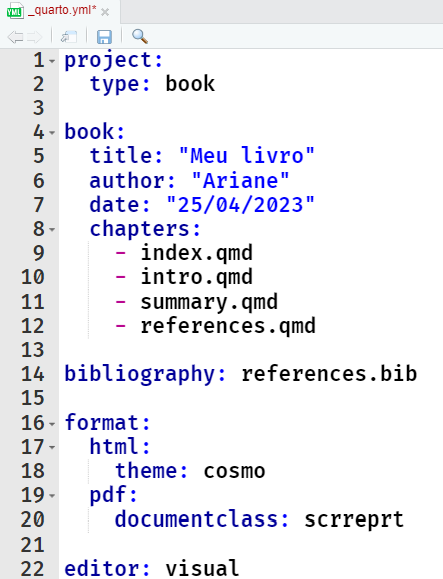 _quarto.yml*
1 project:
2   type: book
3
4 book:
5   title: "Meu livro"
6   author: "Ariane"
7   date: "25/04/2023"
8   chapters:
9     - index.qmd
10     - intro.qmd
11     - summary.qmd
12     - references.qmd
13
14 bibliography: references.bib
15
16 format:
17   html:
18     theme: cosmo
19   pdf:
20     documentclass: scrreprt
21
22 editor: visual